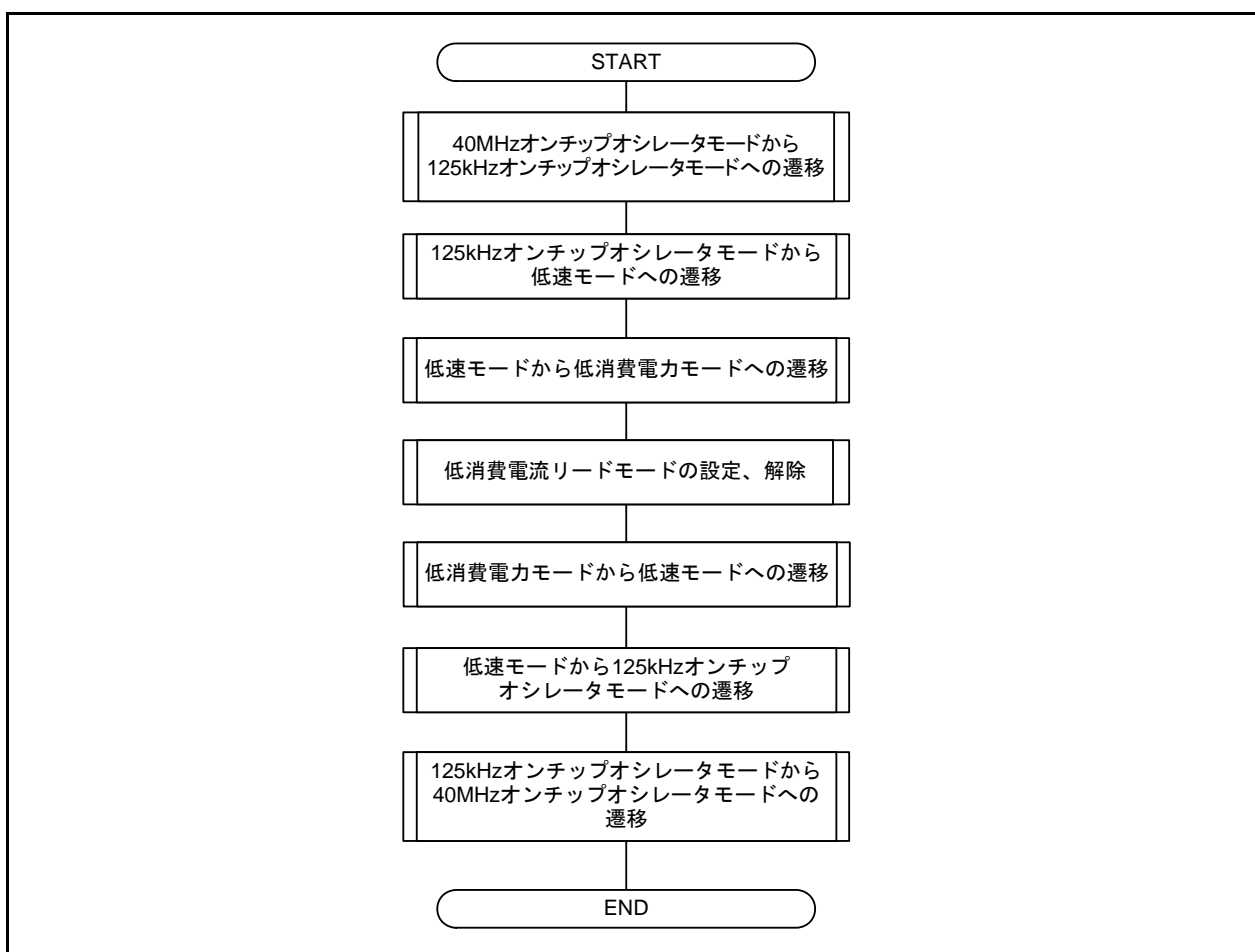 START
40MHzオンチップオシレータモードから
125kHzオンチップオシレータモードへの遷移
125kHzオンチップオシレータモードから
低速モードへの遷移
低速モードから低消費電力モードへの遷移
低消費電流リードモードの設定、解除
低消費電力モードから低速モードへの遷移
低速モードから125kHzオンチップ
オシレータモードへの遷移
125kHzオンチップオシレータモードから
40MHzオンチップオシレータモードへの
遷移
END